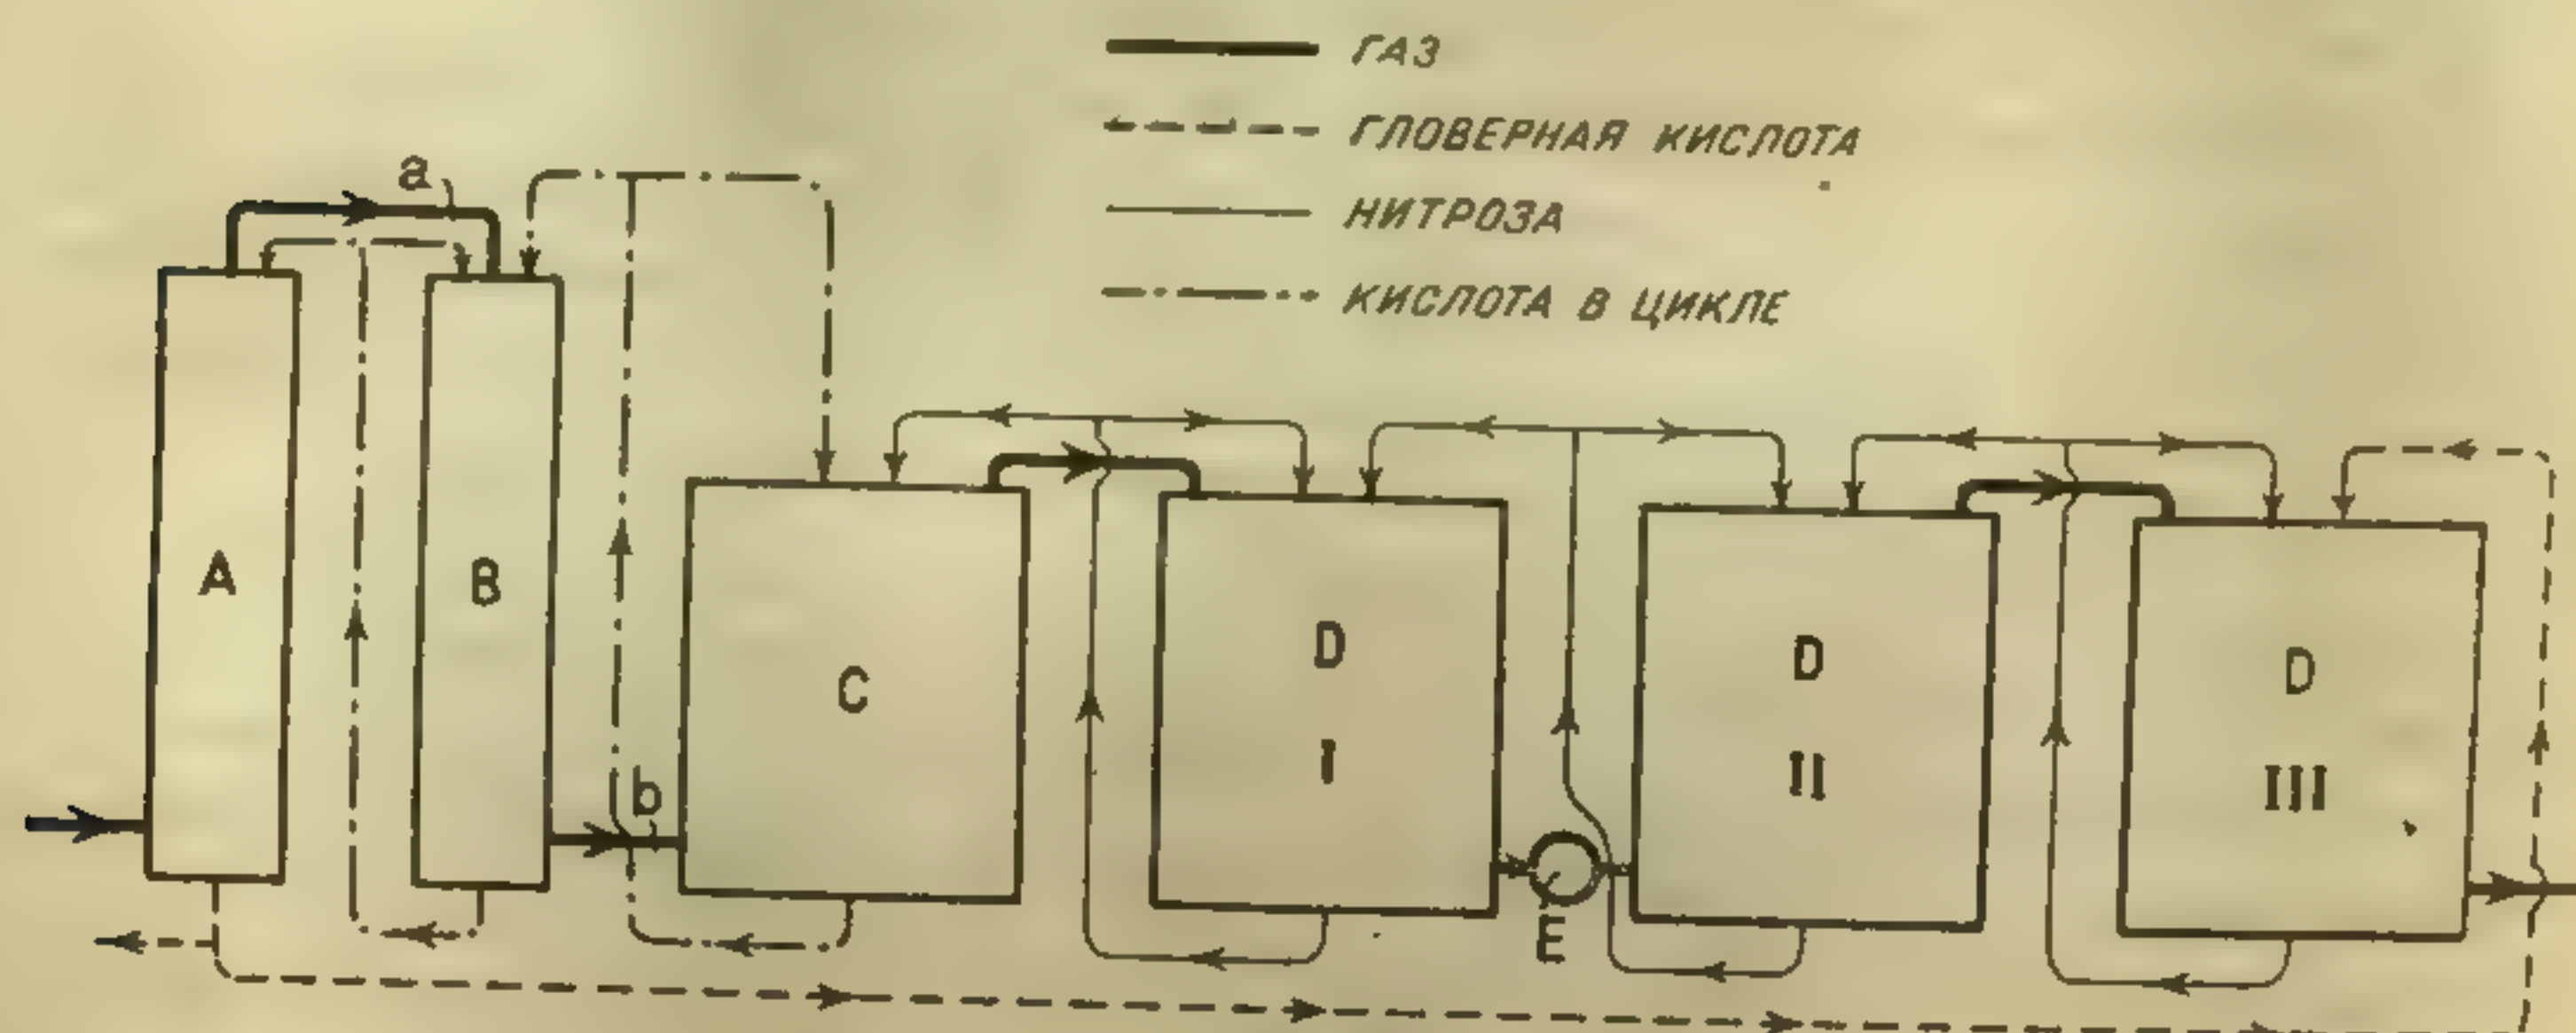 ГАЗ
ГЛОВЕРНАЯ КИСЛОТА
НИТРОЗА
КИСЛОТА В ЦИКЛЕ
a
b
A
B
C
D
I
D
II
D
III
E